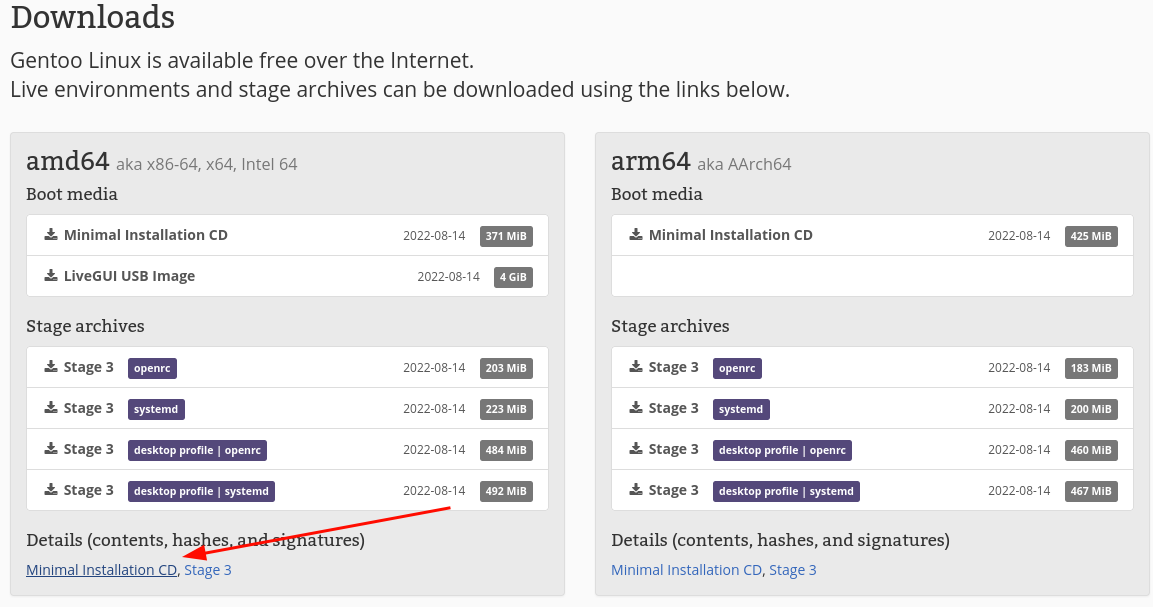 Downloads
Gentoo Linux is available free over the Internet.
Live environments and stage archives can be downloaded using the links below.
amd64 aka x86-64, x64, Intel 64
Boot media
Minimal Installation CD 2022-08-14 371 MiB
LiveGUI USB Image 2022-08-14 4 GiB
Stage archives
Stage 3 openrc 2022-08-14 203 MiB
Stage 3 systemd 2022-08-14 223 MiB
Stage 3 desktop profile | openrc 2022-08-14 484 MiB
Stage 3 desktop profile | systemd 2022-08-14 492 MiB
Details (contents, hashes, and signatures)
Minimal Installation CD, Stage 3
arm64 aka AArch64
Boot media
Minimal Installation CD 2022-08-14 425 MiB
Stage archives
Stage 3 openrc 2022-08-14 183 MiB
Stage 3 systemd 2022-08-14 200 MiB
Stage 3 desktop profile | openrc 2022-08-14 460 MiB
Stage 3 desktop profile | systemd 2022-08-14 467 MiB
Details (contents, hashes, and signatures)
Minimal Installation CD, Stage 3